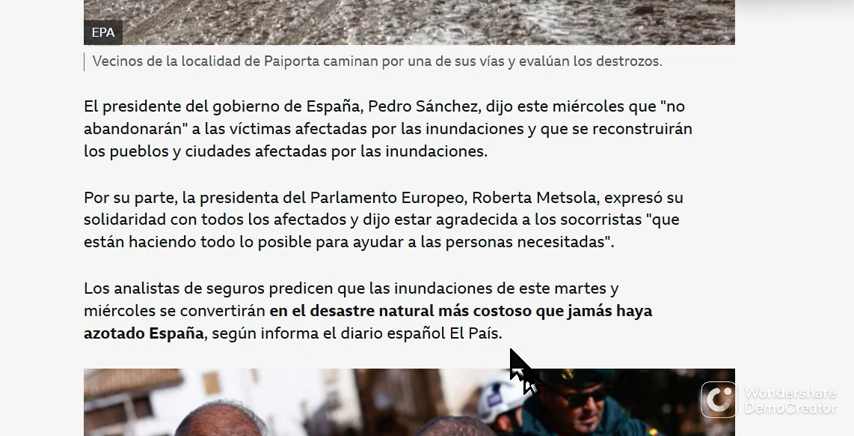 EPA
Vecinos de la localidad de Paiporta caminan por una de sus vías y evalúan los destrozos.
El presidente del gobierno de España, Pedro Sánchez, dijo este miércoles que "no
abandonarán" a las víctimas afectadas por las inundaciones y que se reconstruirán
los pueblos y ciudades afectadas por las inundaciones.
Por su parte, la presidenta del Parlamento Europeo, Roberta Metsola, expresó su
solidaridad con todos los afectados y dijo estar agradecida a los socorristas "que
están haciendo todo lo posible para ayudar a las personas necesitadas".
Los analistas de seguros predicen que las inundaciones de este martes y
miércoles se convertirán en el desastre natural más costoso que jamás haya
azotado España, según informa el diario español El País.
Wondershare
DemoCreator